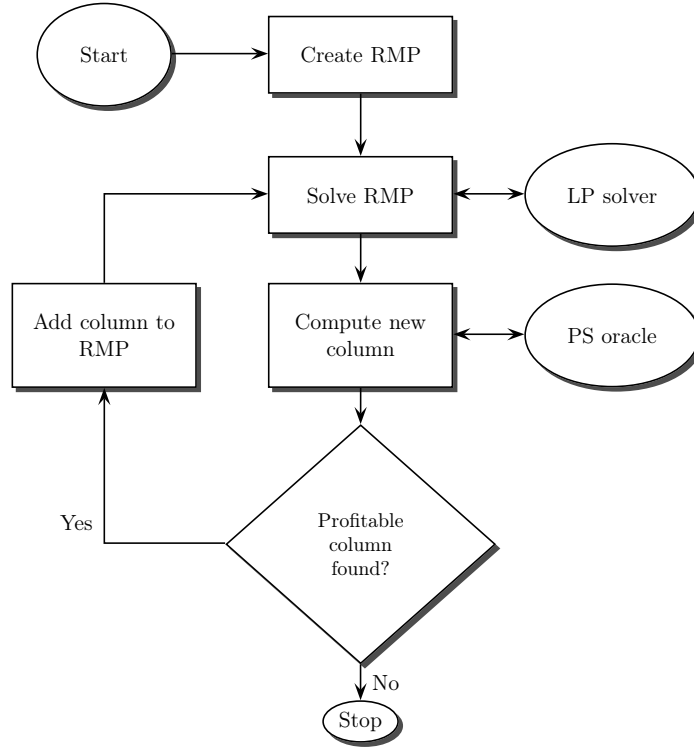 Start
Create RMP
Solve RMP
LP solver
Add column to
RMP
Compute new
column
PS oracle
Yes
Profitable
column
found?
No
Stop